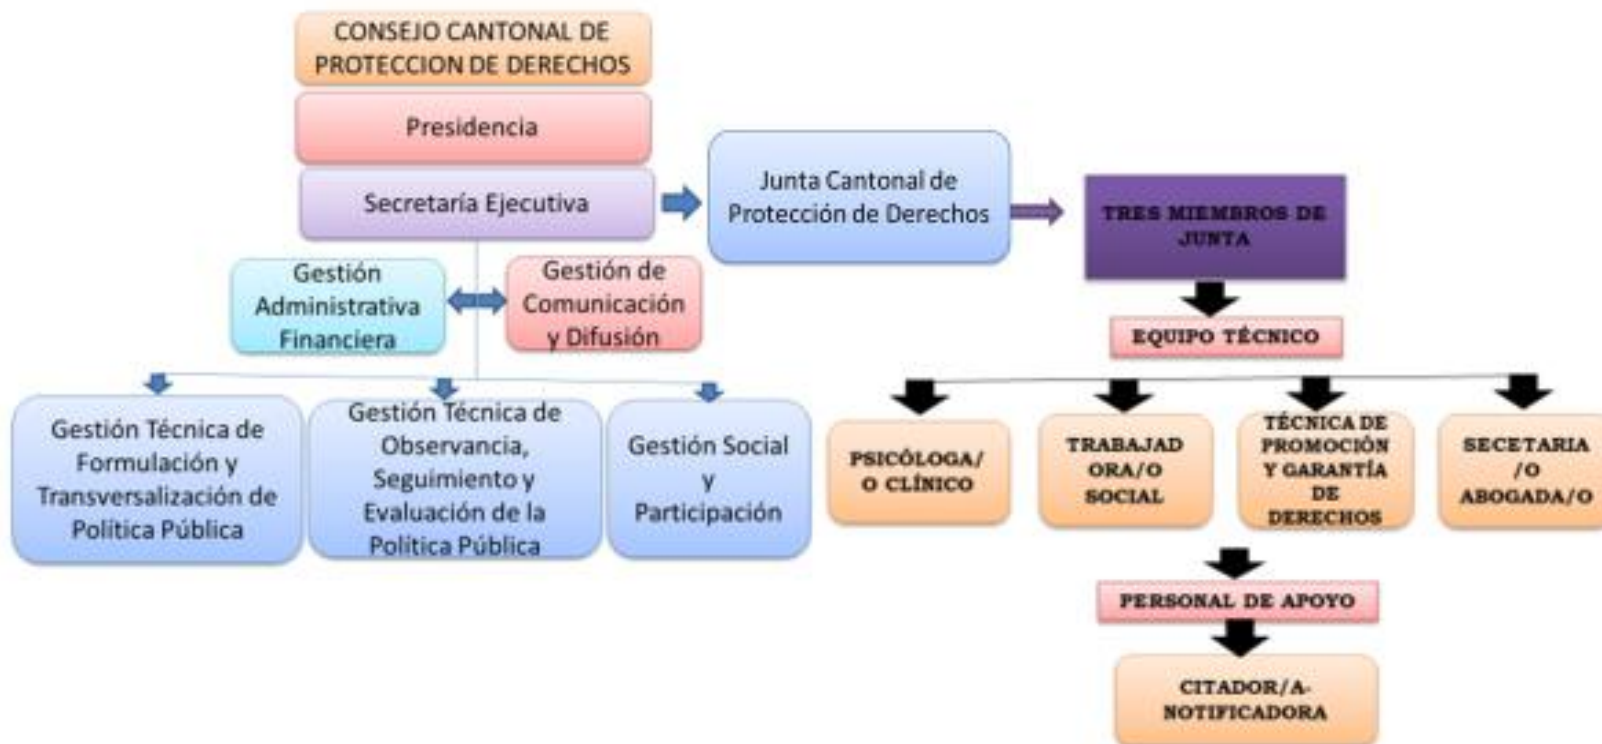 CONSEJO CANTONAL DE
PROTECCION DE DERECHOS
Presidencia
Secretaría Ejecutiva
Junta Cantonal de
Protección de Derechos
TRES MIEMBROS DE
JUNTA
Gestión
Administrativa
Financiera
Gestión de
Comunicación
y Difusión
EQUIPO TÉCNICO
Gestión Técnica de
Formulación y
Transversalización de
Política Pública
Gestión Técnica de
Observancia,
Seguimiento y
Evaluación de la
Política Pública
Gestión Social
y
Participación
PSICÓLOGA/
O CLÍNICO
TRABAJAD
ORA/O
SOCIAL
TÉCNICA DE
PROMOCIÓN
Y GARANTÍA
DE
DERECHOS
SECETARIA
/O
ABOGADA/O
PERSONAL DE APOYO
CITADOR/A-
NOTIFICADORA